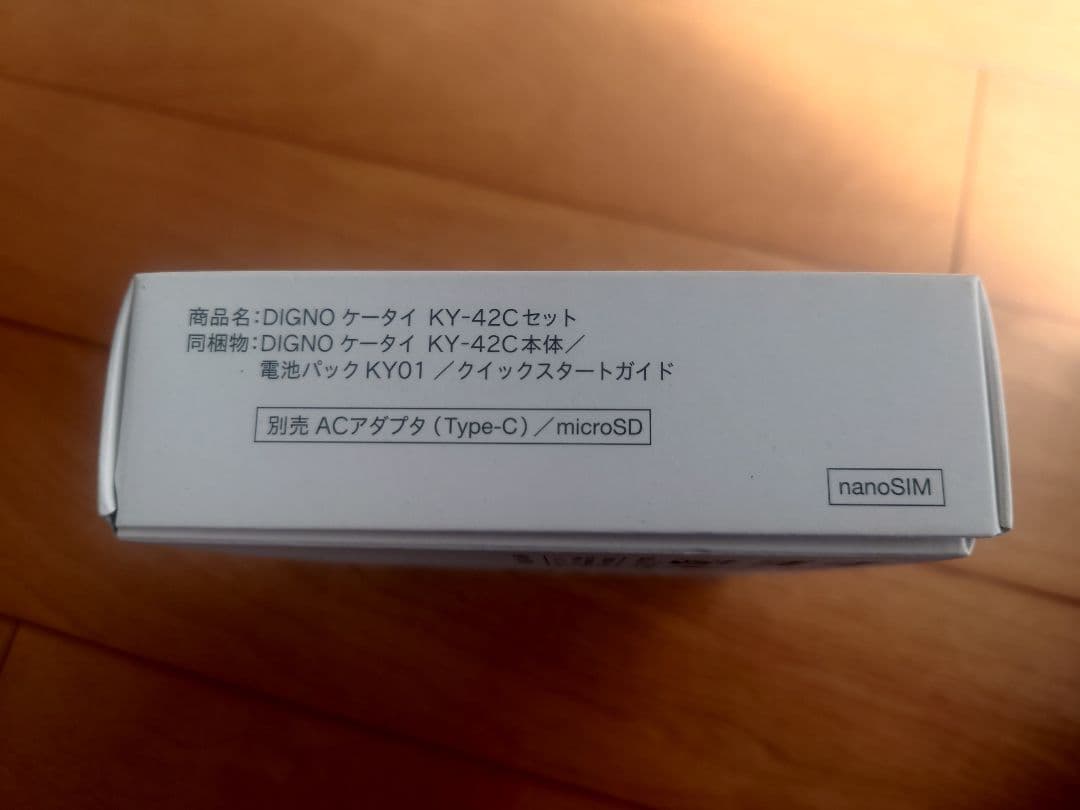 商品名:DIGNO ケータイ KY-42Cセット
同梱物:DIGNO ケータイ KY-42C本体／
電池パックKY01 ／クイックスタートガイド
別売 ACアダプタ(Type-C)／microSD
nanoSIM